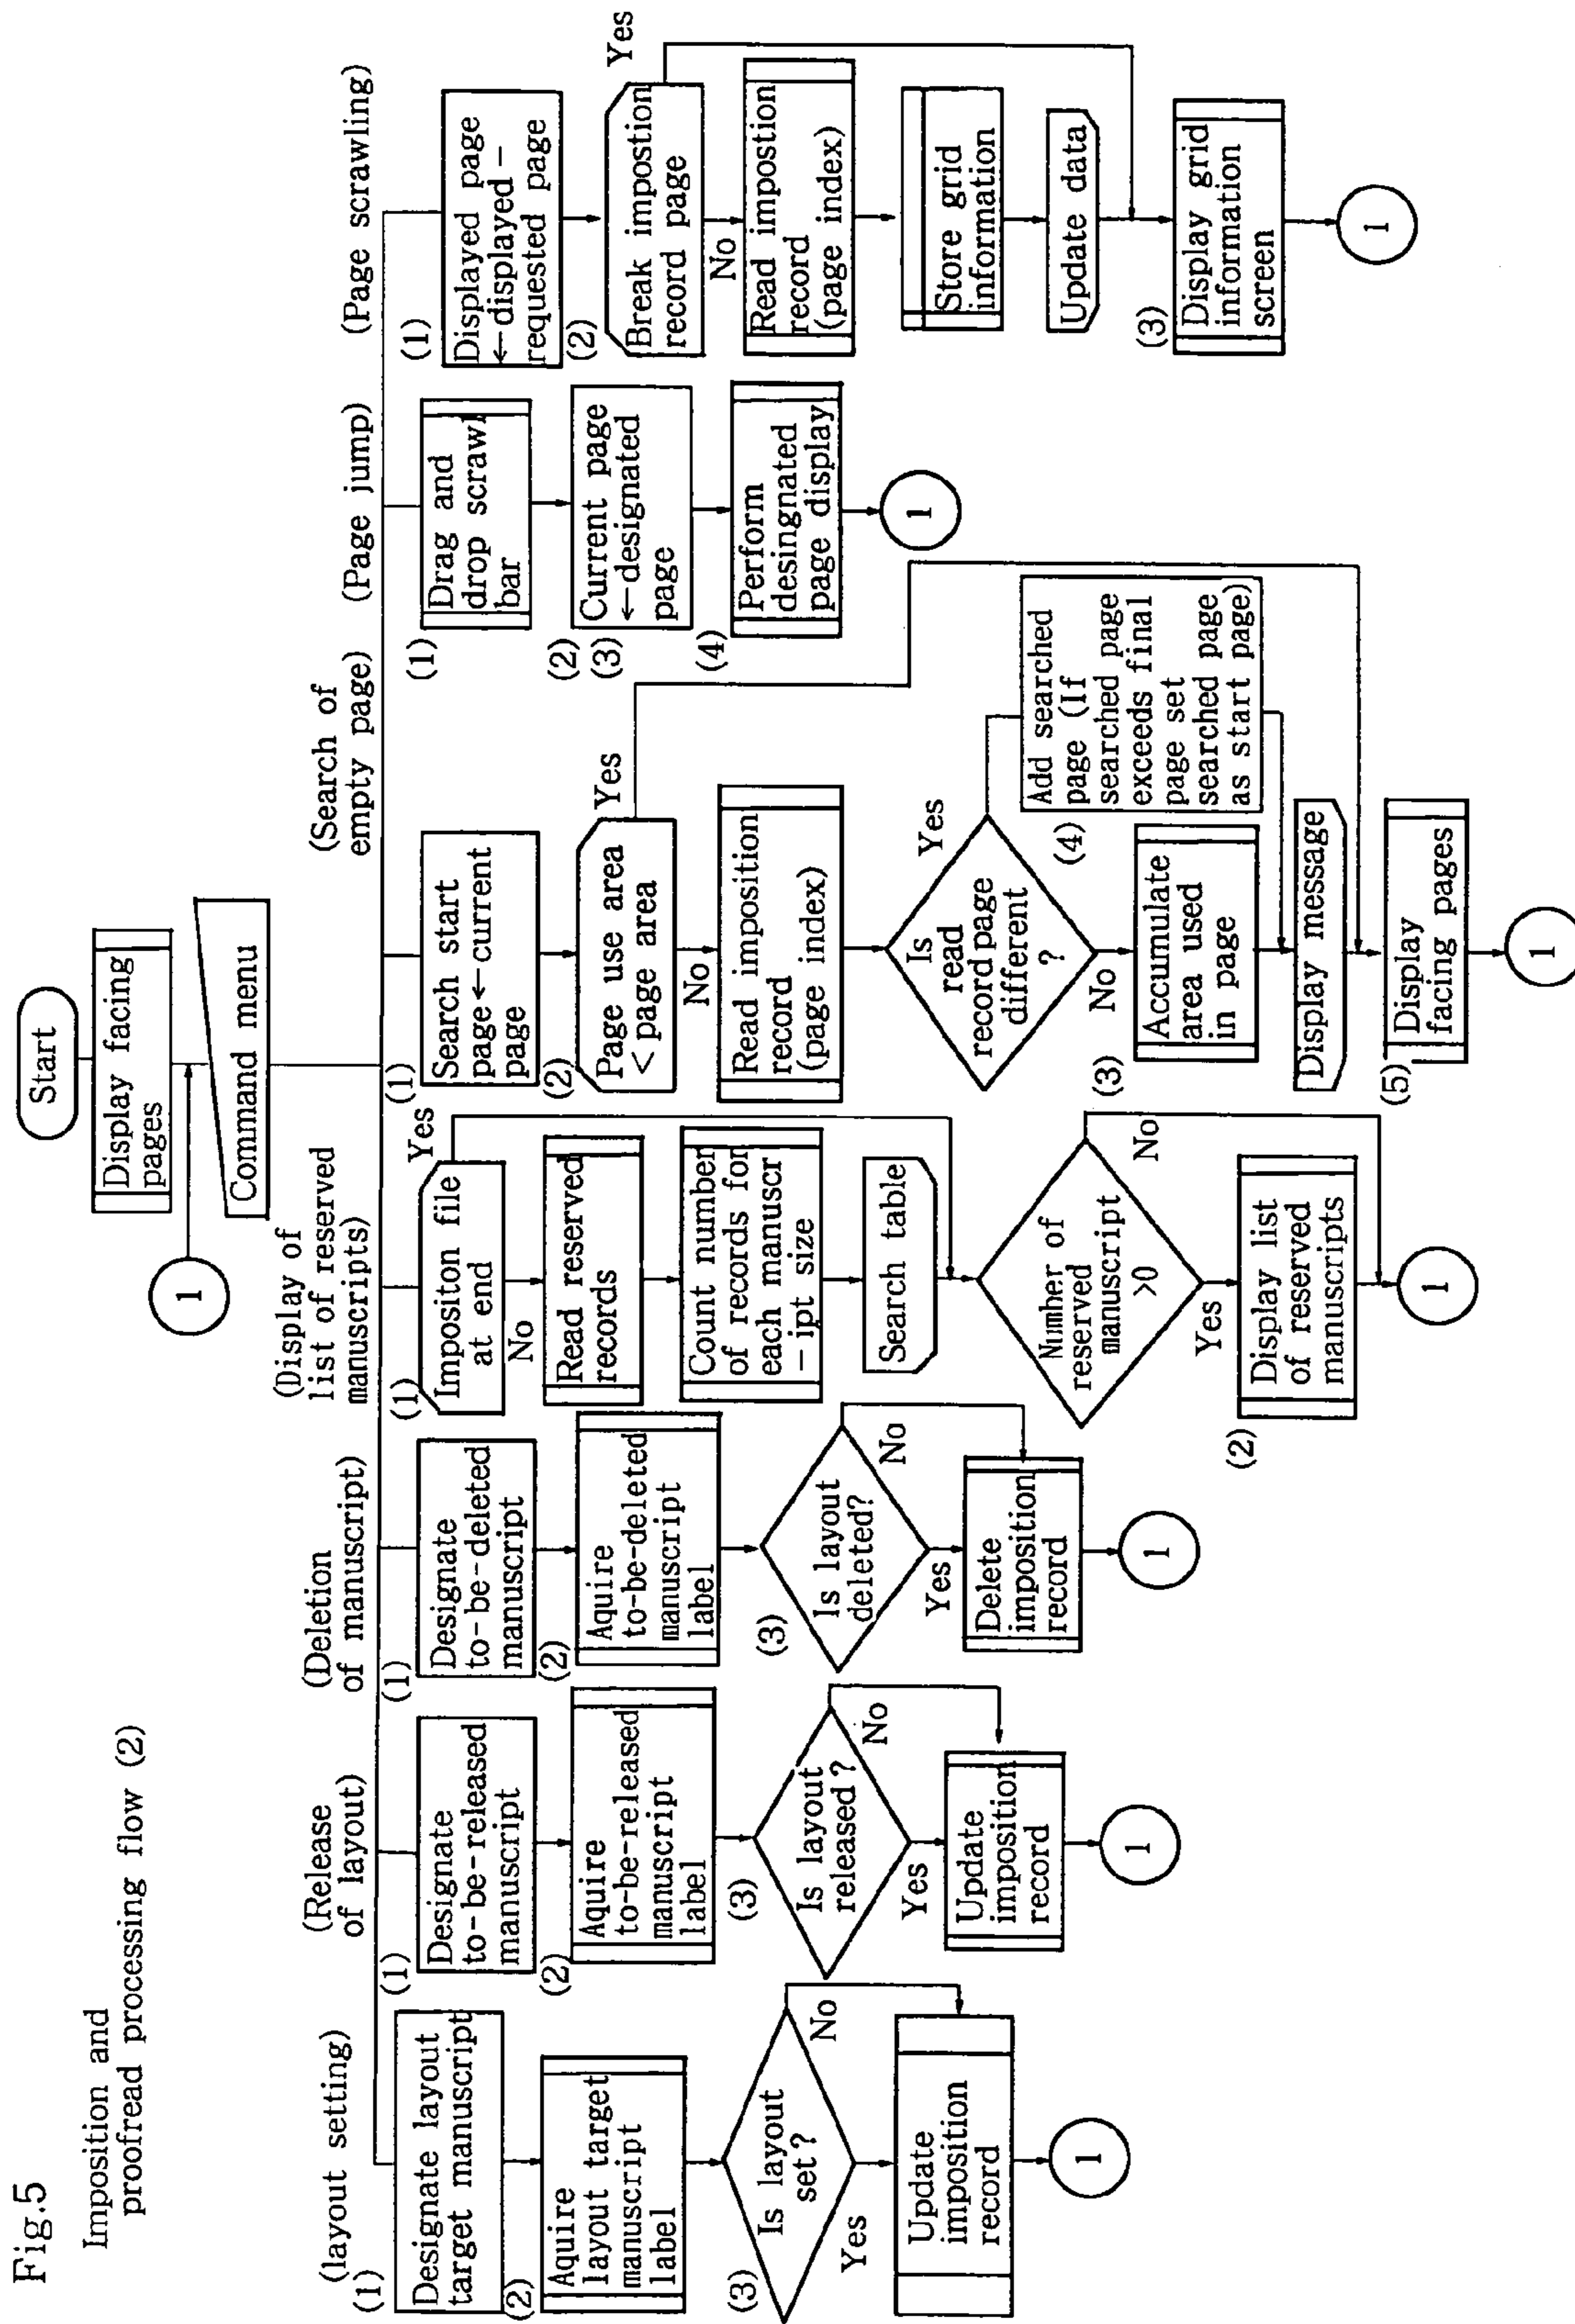 Fig.5
Imposition and
proofread processing flow (2)
Start
Display facing
pages
1
Command menu
(layout setting)
(1)
Designate layout
target manuscript
(2)
Aquire
layout target
manuscript
label
(3)
Is layout
set?
No
Yes
Update
imposition
record
1
(Release
of layout)
(1)
Designate
to-be-released
manuscript
(2)
Aquire
to-be-released
manuscript
label
(3)
Is layout
released?
No
Yes
Update
imposition
record
1
(Deletion
of manuscript)
(1)
Designate
to-be-deleted
manuscript
(2)
Aquire
to-be-deleted
manuscript
label
(3)
Is layout
deleted?
No
Yes
Delete
imposition
record
1
(Display of
list of reserved
manuscripts)
(1)
Impositon file
at end
Yes
No
Read reserved
records
Count number
of records for
each manuscr
-ipt size
Search table
Number of
reserved
manuscript
>0
No
Yes
(2)
Display list
of reserved
manuscripts
1
(Search of
empty page)
(1)
Search start
page←current
page
(2)
Page use area
< page area
Yes
No
Read imposition
record
(page index)
Is
read
record page
different
?
Yes
No
(4)
Add searched
page (If
searched page
exceeds final
page set
searched page
as start page)
(3)
Accumulate
area used
in page
Display message
(5)
Display
facing pages
1
(Page jump)
(1)
Drag and
drop scrawl
bar
(2)
(3)
Current page
←designated
page
(4)
Perform
desingnated
page display
1
(Page scrawling)
(1)
Displayed page
←displayed-
requested page
(2)
Break impostion
record page
Yes
No
Read impostion
record
(page index)
Store grid
information
Update data
(3)
Display grid
information
screen
1